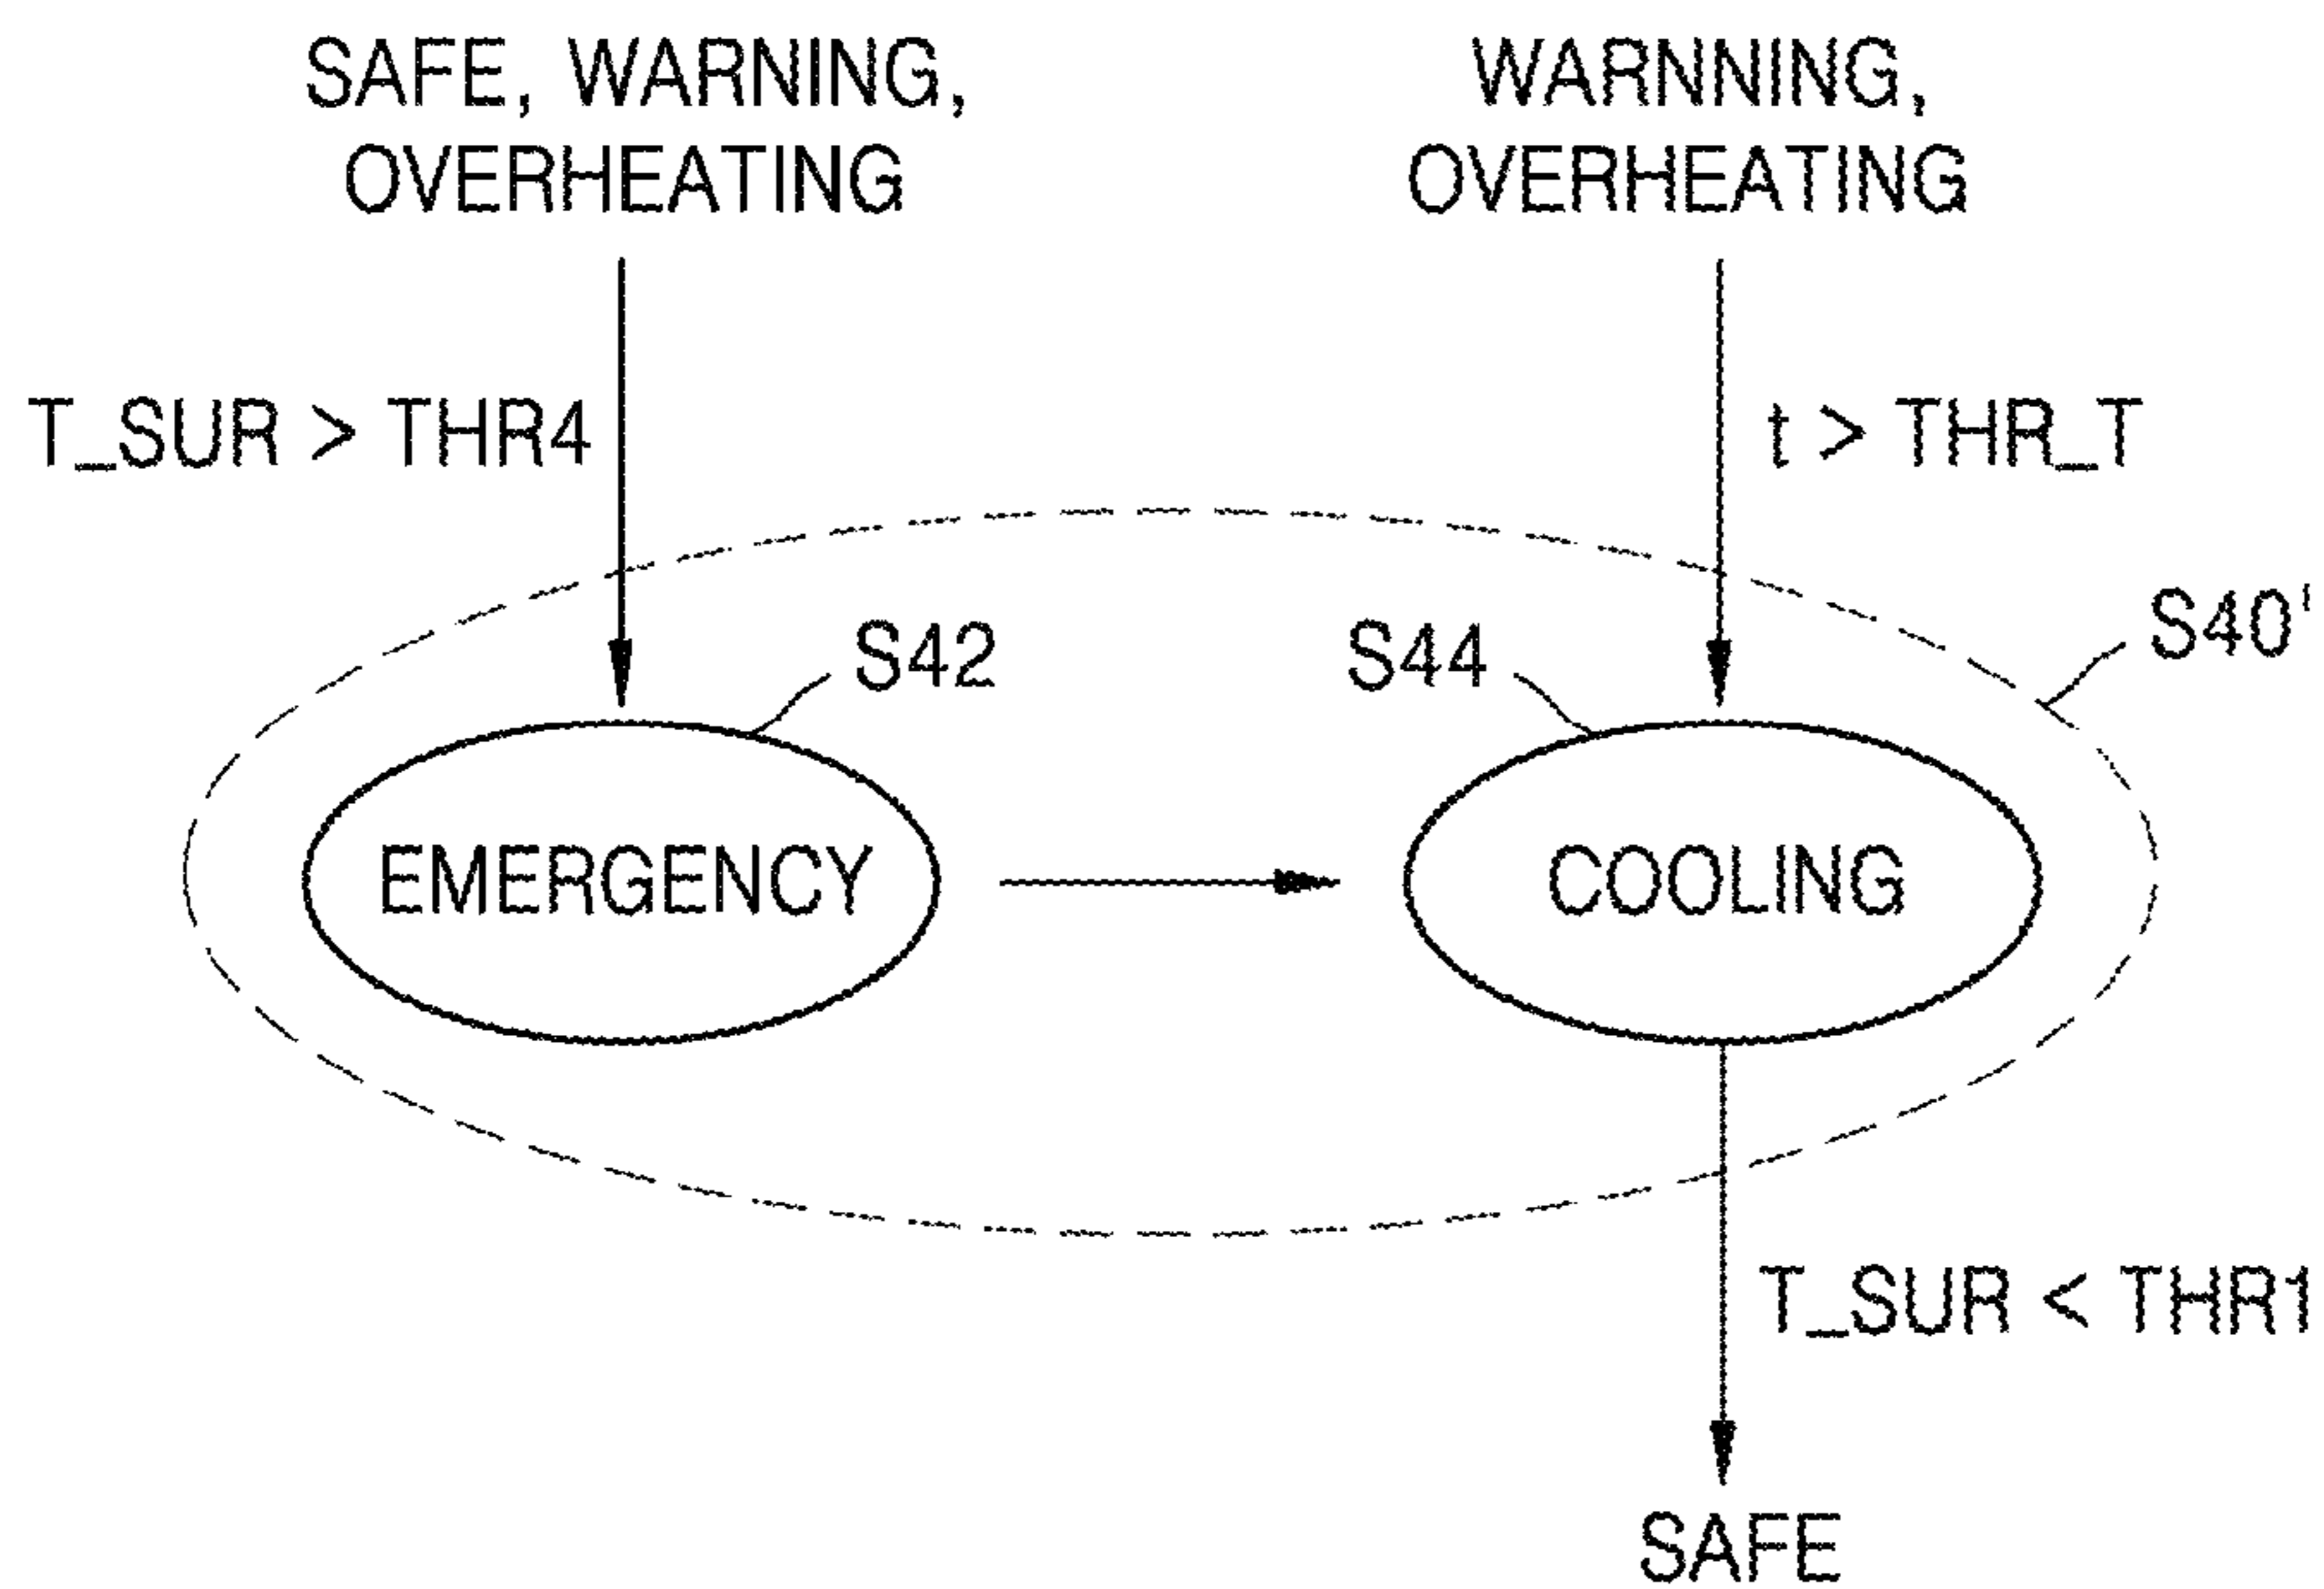 SAFE, WARNING,
OVERHEATING
WARNNING,
OVERHEATING
T_SUR > THR4
t > THR_T
S42
S44
S40'
EMERGENCY
COOLING
T_SUR < THR1
SAFE